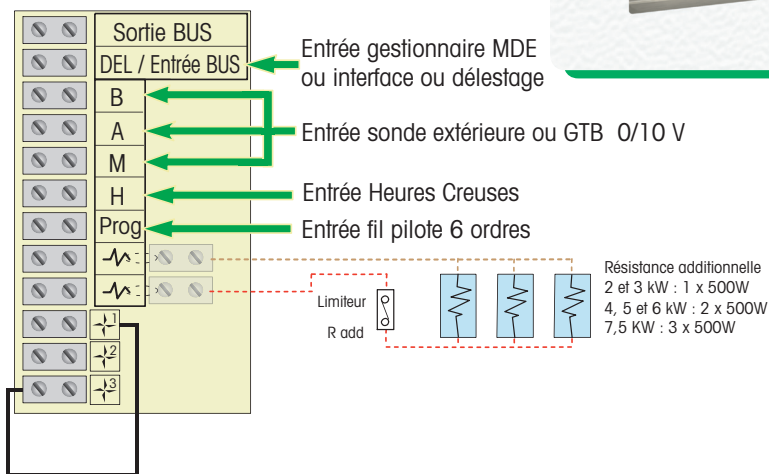 Sortie BUS
DEL / Entrée BUS
Entrée gestionnaire MDE
ou interface ou délestage
B
A
Entrée sonde extérieure ou GTB 0/10 V
M
H
Entrée Heures Creuses
Prog
Entrée fil pilote 6 ordres
Limiteur
R add
Résistance additionnelle
2 et 3 kW : 1 x 500W
4, 5 et 6 kW : 2 x 500W
7,5 KW : 3 x 500W
1
2
3